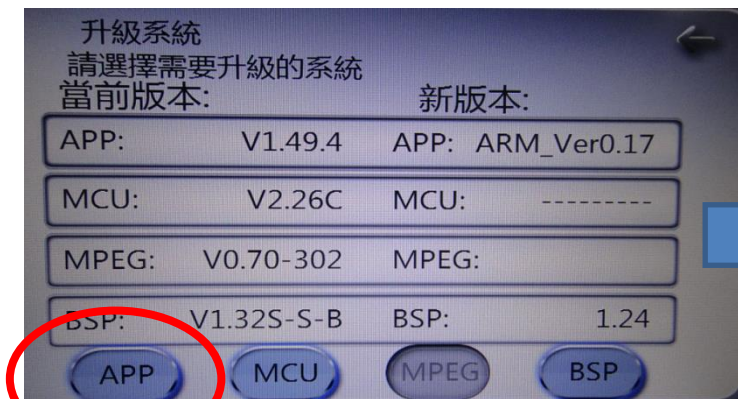 升級系統
請選擇需要升級的系統
當前版本: 新版本:
APP: V1.49.4 APP: ARM_Ver0.17
MCU: V2.26C MCU: ---------
MPEG: V0.70-302 MPEG:
BSP: V1.32S-S-B BSP: 1.24
APP MCU MPEG BSP